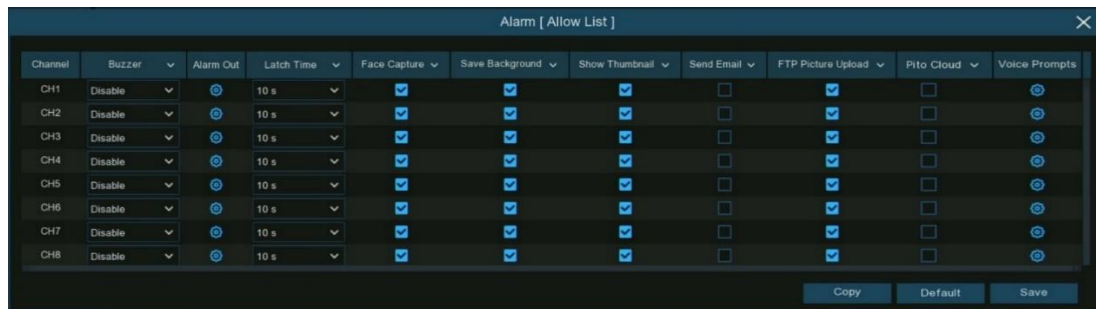 Alarm [ Allow List ]
Channel Buzzer Alarm Out Latch Time Face Capture Save Background Show Thumbnail Send Email FTP Picture Upload Pito Cloud Voice Prompts
CH1 Disable 10 s
CH2 Disable 10 s
CH3 Disable 10 s
CH4 Disable 10 s
CH5 Disable 10 s
CH6 Disable 10 s
CH7 Disable 10 s
CH8 Disable 10 s
Copy Default Save